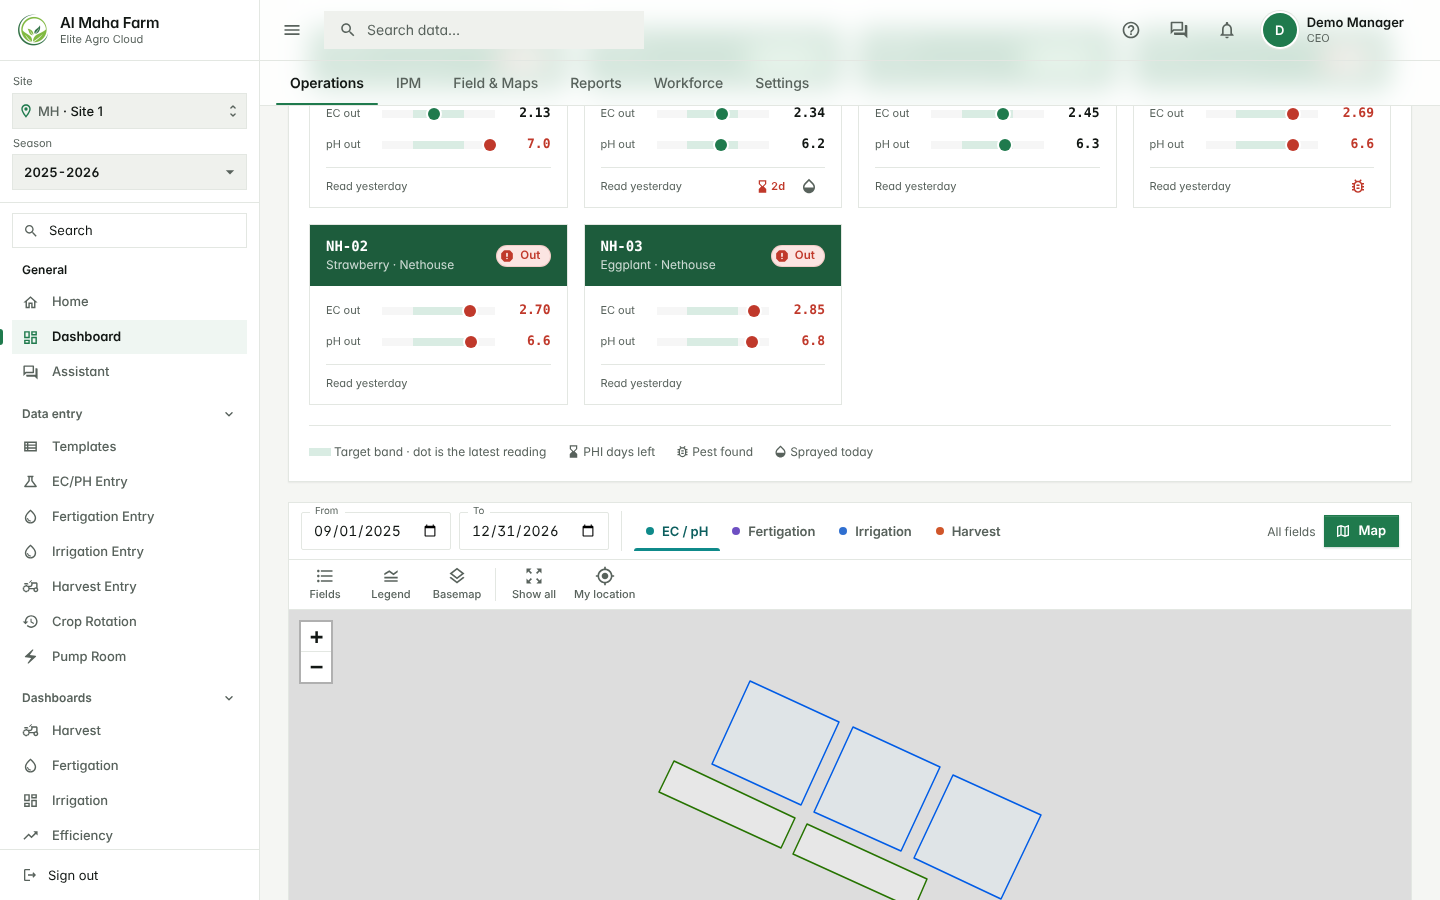 Al Maha Farm
Elite Agro Cloud
Search data...
D
Demo Manager
CEO
Site
MH · Site 1
Season
2025-2026
Search
General
Home
Dashboard
Assistant
Data entry
Templates
EC/PH Entry
Fertigation Entry
Irrigation Entry
Harvest Entry
Crop Rotation
Pump Room
Dashboards
Harvest
Fertigation
Irrigation
Efficiency
Sign out
Operations
IPM
Field & Maps
Reports
Workforce
Settings
EC out 2.13
pH out 7.0
Read yesterday
EC out 2.34
pH out 6.2
Read yesterday 2d
EC out 2.45
pH out 6.3
Read yesterday
EC out 2.69
pH out 6.6
Read yesterday
NH-02
Strawberry · Nethouse
Out
EC out 2.70
pH out 6.6
Read yesterday
NH-03
Eggplant · Nethouse
Out
EC out 2.85
pH out 6.8
Read yesterday
Target band · dot is the latest reading
PHI days left
Pest found
Sprayed today
From
09/01/2025
To
12/31/2026
EC / pH
Fertigation
Irrigation
Harvest
All fields
Map
Fields
Legend
Basemap
Show all
My location
+
−